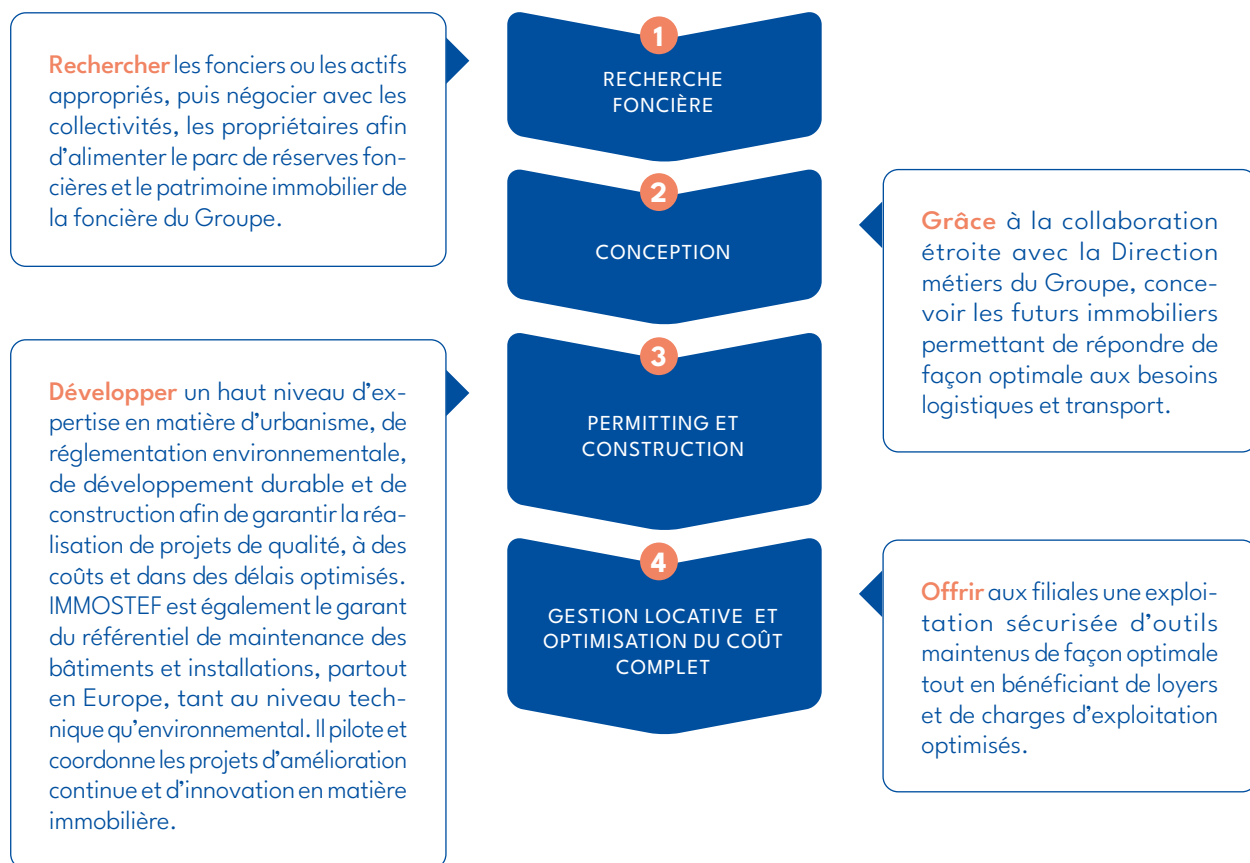 1
RECHERCHE
FONCIÈRE
Rechercher les fonciers ou les actifs
appropriés, puis négocier avec les
collectivités, les propriétaires afin
d’alimenter le parc de réserves fon-
cières et le patrimoine immobilier de
la foncière du Groupe.
2
CONCEPTION
Grâce à la collaboration
étroite avec la Direction
métiers du Groupe, conce-
voir les futurs immobiliers
permettant de répondre de
façon optimale aux besoins
logistiques et transport.
3
PERMITTING ET
CONSTRUCTION
Développer un haut niveau d’ex-
pertise en matière d’urbanisme, de
réglementation environnementale,
de développement durable et de
construction afin de garantir la réa-
lisation de projets de qualité, à des
coûts et dans des délais optimisés.
IMMOSTEF est également le garant
du référentiel de maintenance des
bâtiments et installations, partout
en Europe, tant au niveau tech-
nique qu’environnemental. Il pilote et
coordonne les projets d’amélioration
continue et d’innovation en matière
immobilière.
4
GESTION LOCATIVE ET
OPTIMISATION DU COÛT
COMPLET
Offrir aux filiales une exploi-
tation sécurisée d’outils
maintenus de façon optimale
tout en bénéficiant de loyers
et de charges d’exploitation
optimisés.